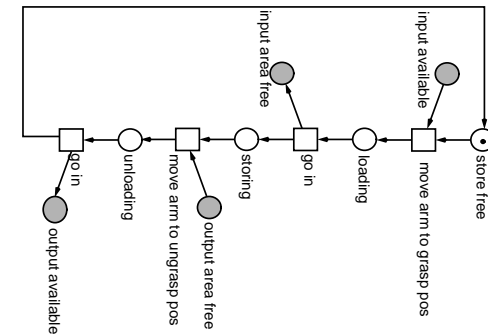 store free
input available
move arm to grasp pos
loading
go in
input area free
storing
output area free
move arm to ungrasp pos
unloading
go in
output available